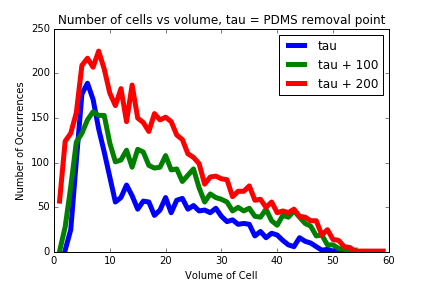 Number of cells vs volume, tau = PDMS removal point
250
200
150
100
50
0
Number of Occurrences
tau
tau + 100
tau + 200
0 10 20 30 40 50 60
Volume of Cell